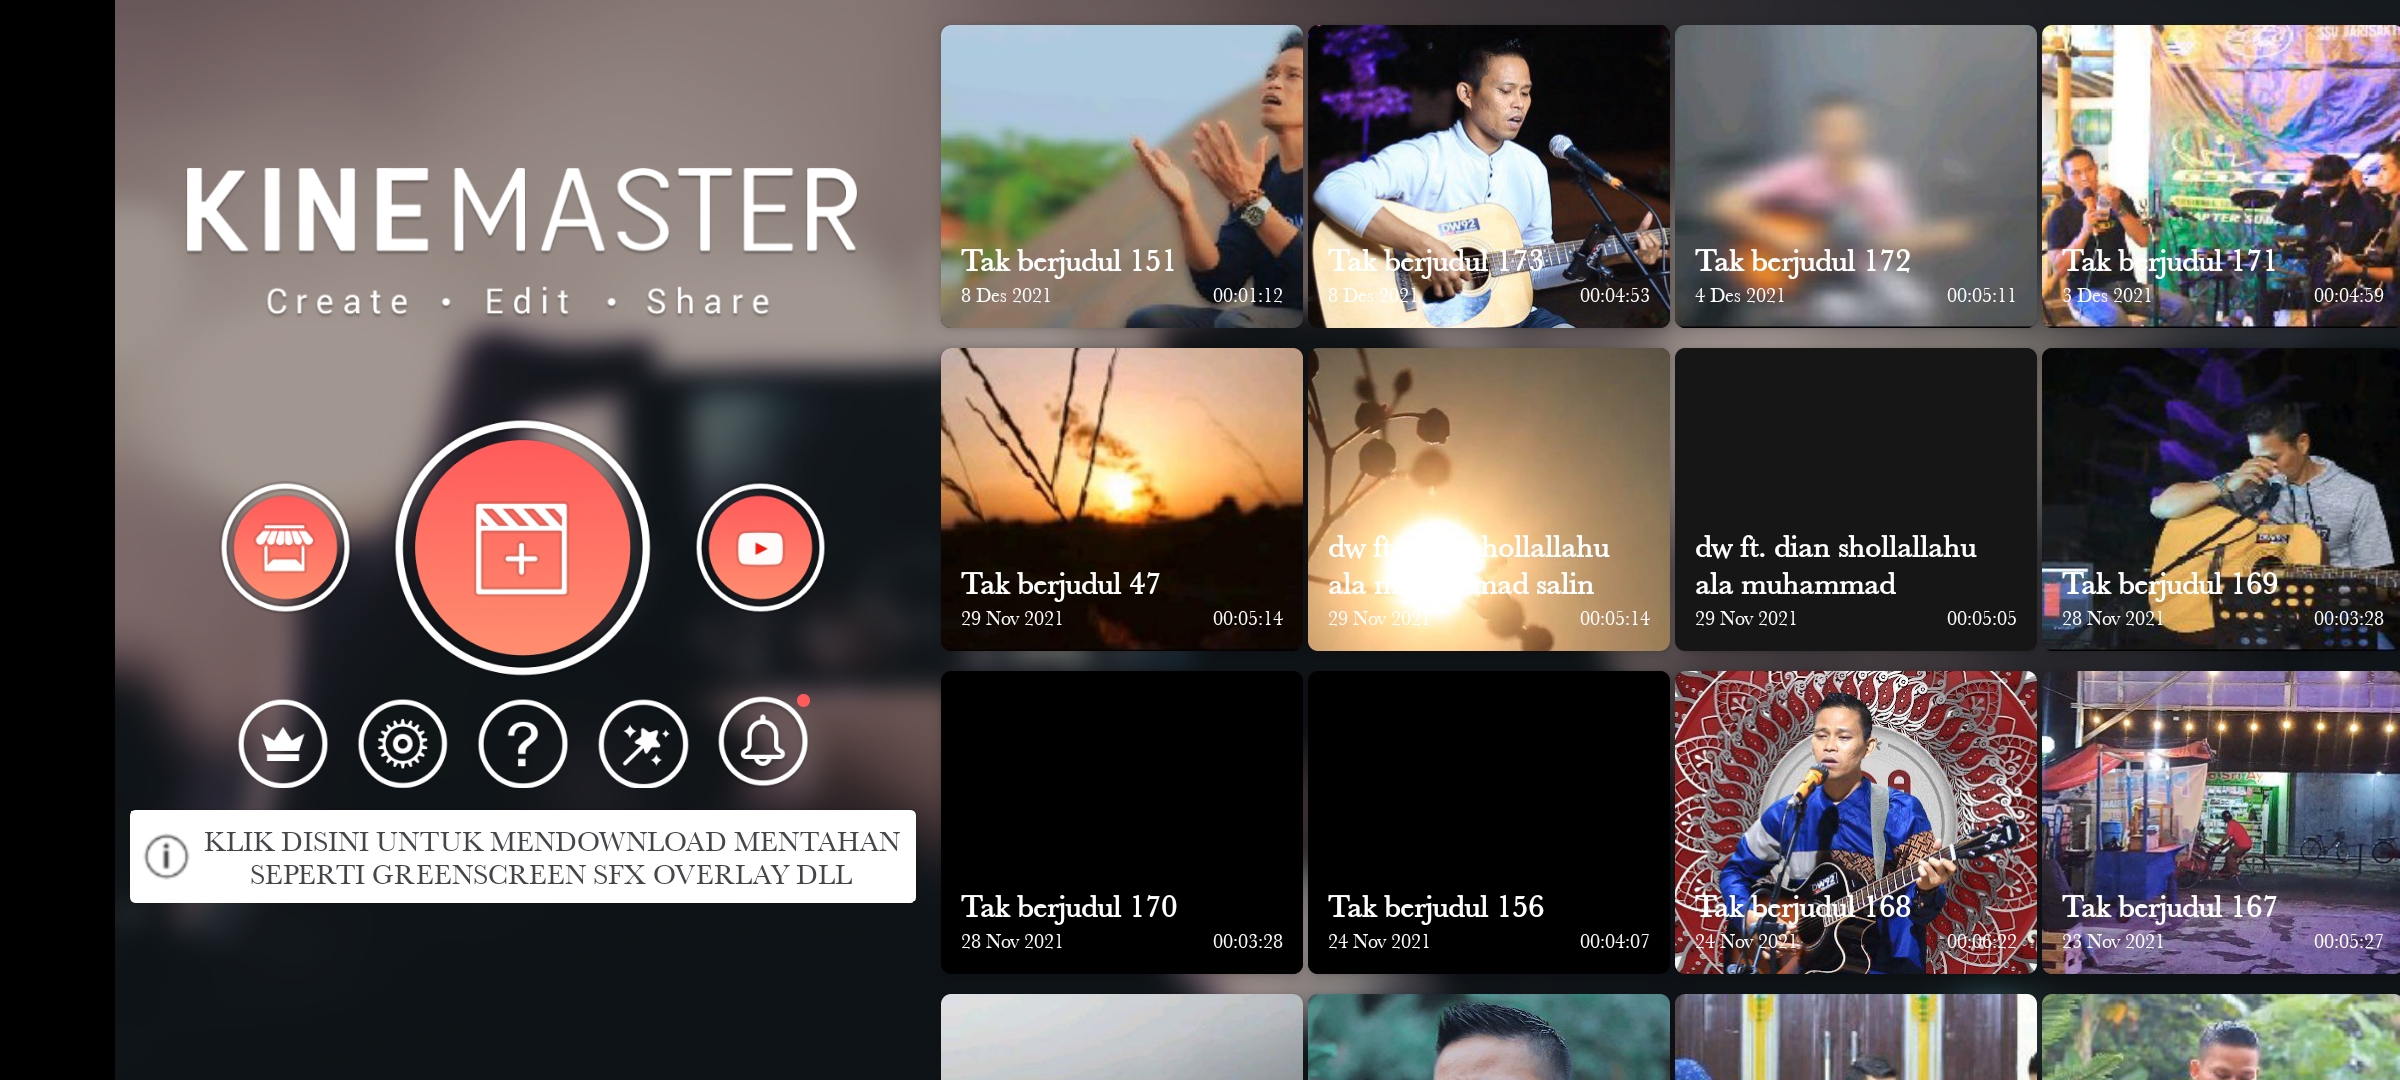 KINEMASTER
Create • Edit • Share
KLIK DISINI UNTUK MENDOWNLOAD MENTAHAN
SEPERTI GREENSCREEN SFX OVERLAY DLL
Tak berjudul 151
8 Des 2021 00:01:12
DW92
Tak berjudul 173
8 Des 2021 00:04:53
Tak berjudul 172
4 Des 2021 00:05:11
Tak berjudul 171
3 Des 2021 00:04:59
Tak berjudul 47
29 Nov 2021 00:05:14
dw ft. shollallahu
ala salin
29 Nov 2021 00:05:14
dw ft. dian shollallahu
ala muhammad
29 Nov 2021 00:05:05
Tak berjudul 169
28 Nov 2021 00:03:28
Tak berjudul 170
28 Nov 2021 00:03:28
Tak berjudul 156
24 Nov 2021 00:04:07
DW92
Tak berjudul 168
24 Nov 2021 00:06:22
Tak berjudul 167
23 Nov 2021 00:05:27